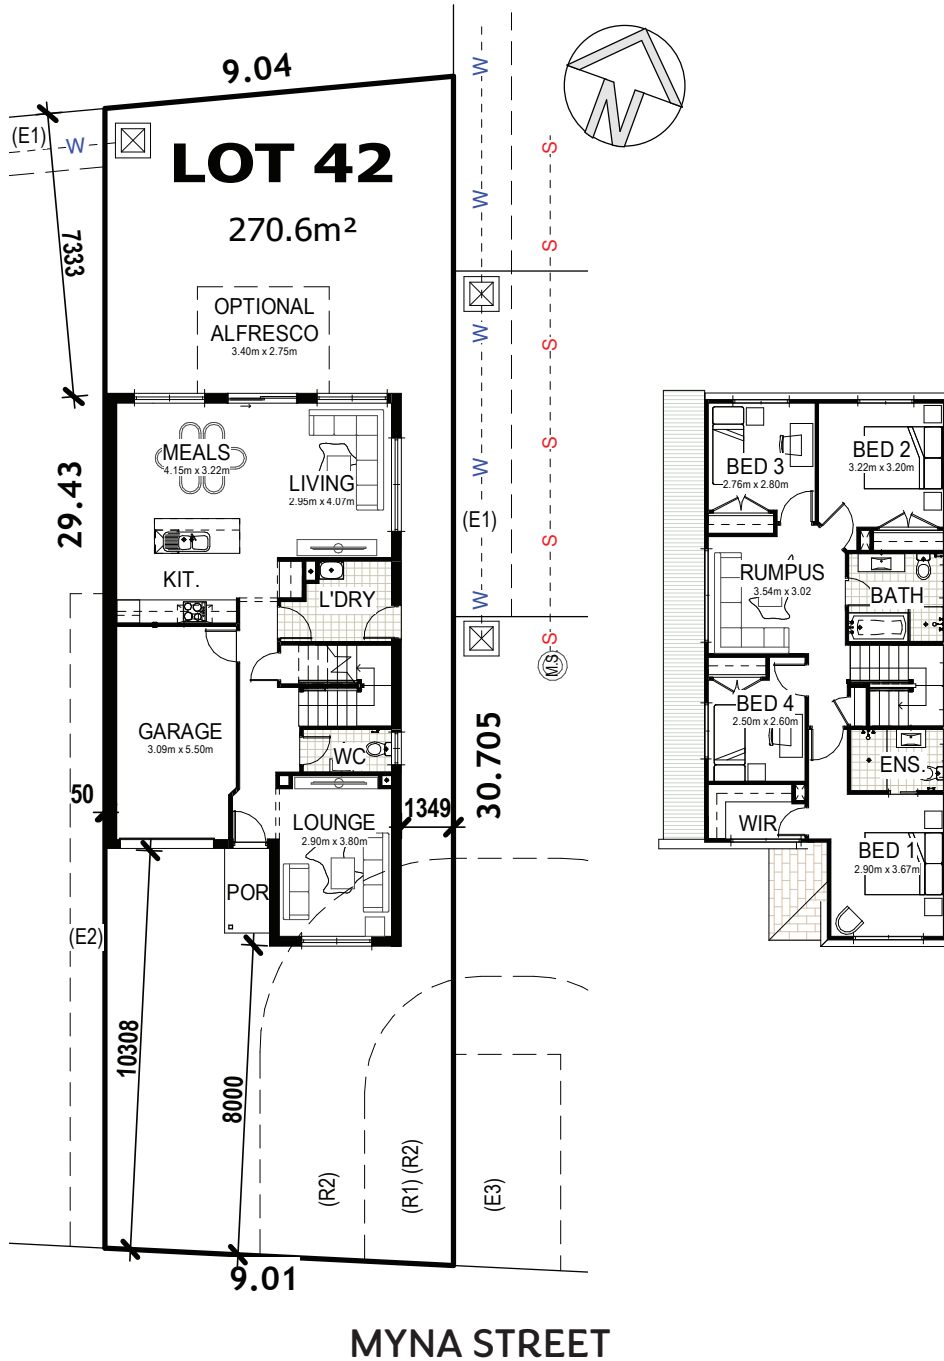 9.04
(E1)
W
W
LOT 42
270.6m²
S
W
7333
S
OPTIONAL
ALFRESCO
3.40m x 2.75m
W
S
MEALS
4.15m x 3.22m
LIVING
2.95m x 4.07m
29.43
W
S
(E1)
S
KIT.
L'DRY
W
S
M.S
GARAGE
3.09m x 5.50m
WC
50
LOUNGE
2.90m x 3.80m
1349
30.705
POR
(E2)
10308
8000
(R2)
(R1) (R2)
(E3)
9.01
BED 3
2.76m x 2.80m
BED 2
3.22m x 3.20m
RUMPUS
3.54m x 3.02
BATH
BED 4
2.50m x 2.60m
ENS.
WIR
BED 1
2.90m x 3.67m
N
MYNA STREET